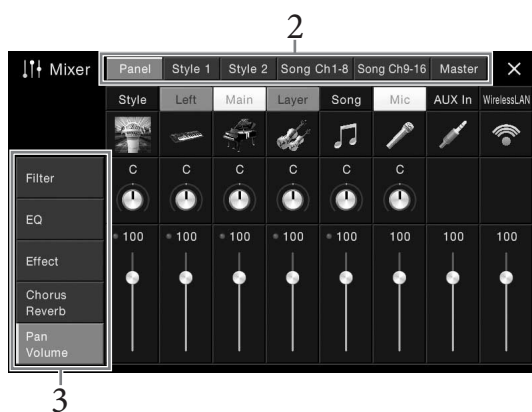 2
Mixer Panel Style 1 Style 2 Song Ch1-8 Song Ch9-16 Master
Style Left Main Layer Song Mic AUX In WirelessLAN
Filter
EQ
Effect
Chorus
Reverb
Pan
Volume
C C C C C C
100 100 100 100 100 100 100 100
3